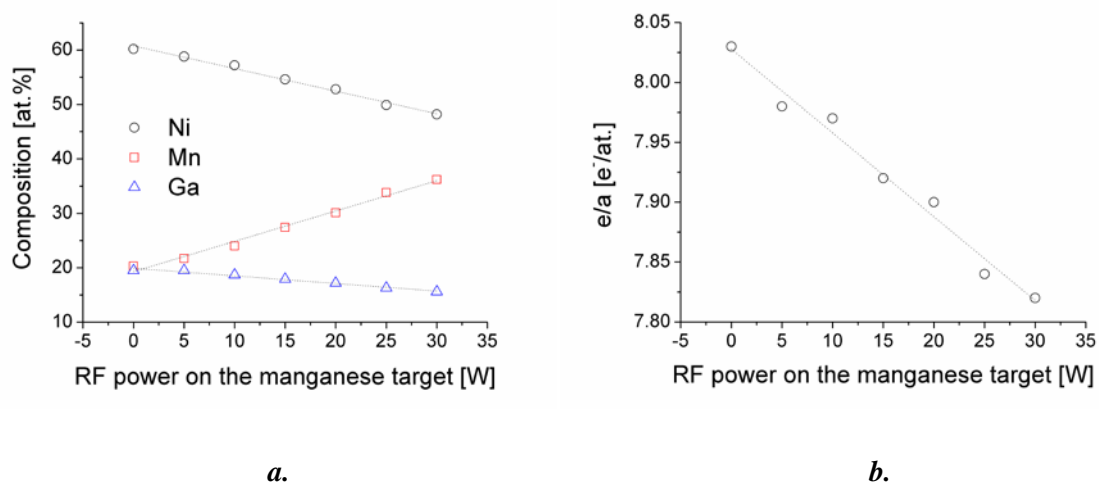 60
50
40
30
20
10
Composition [at.%]
Ni
Mn
Ga
-5 0 5 10 15 20 25 30 35
RF power on the manganese target [W]
8.05
8.00
7.95
7.90
7.85
7.80
e/a [e⁻/at.]
-5 0 5 10 15 20 25 30 35
RF power on the manganese target [W]
a.
b.